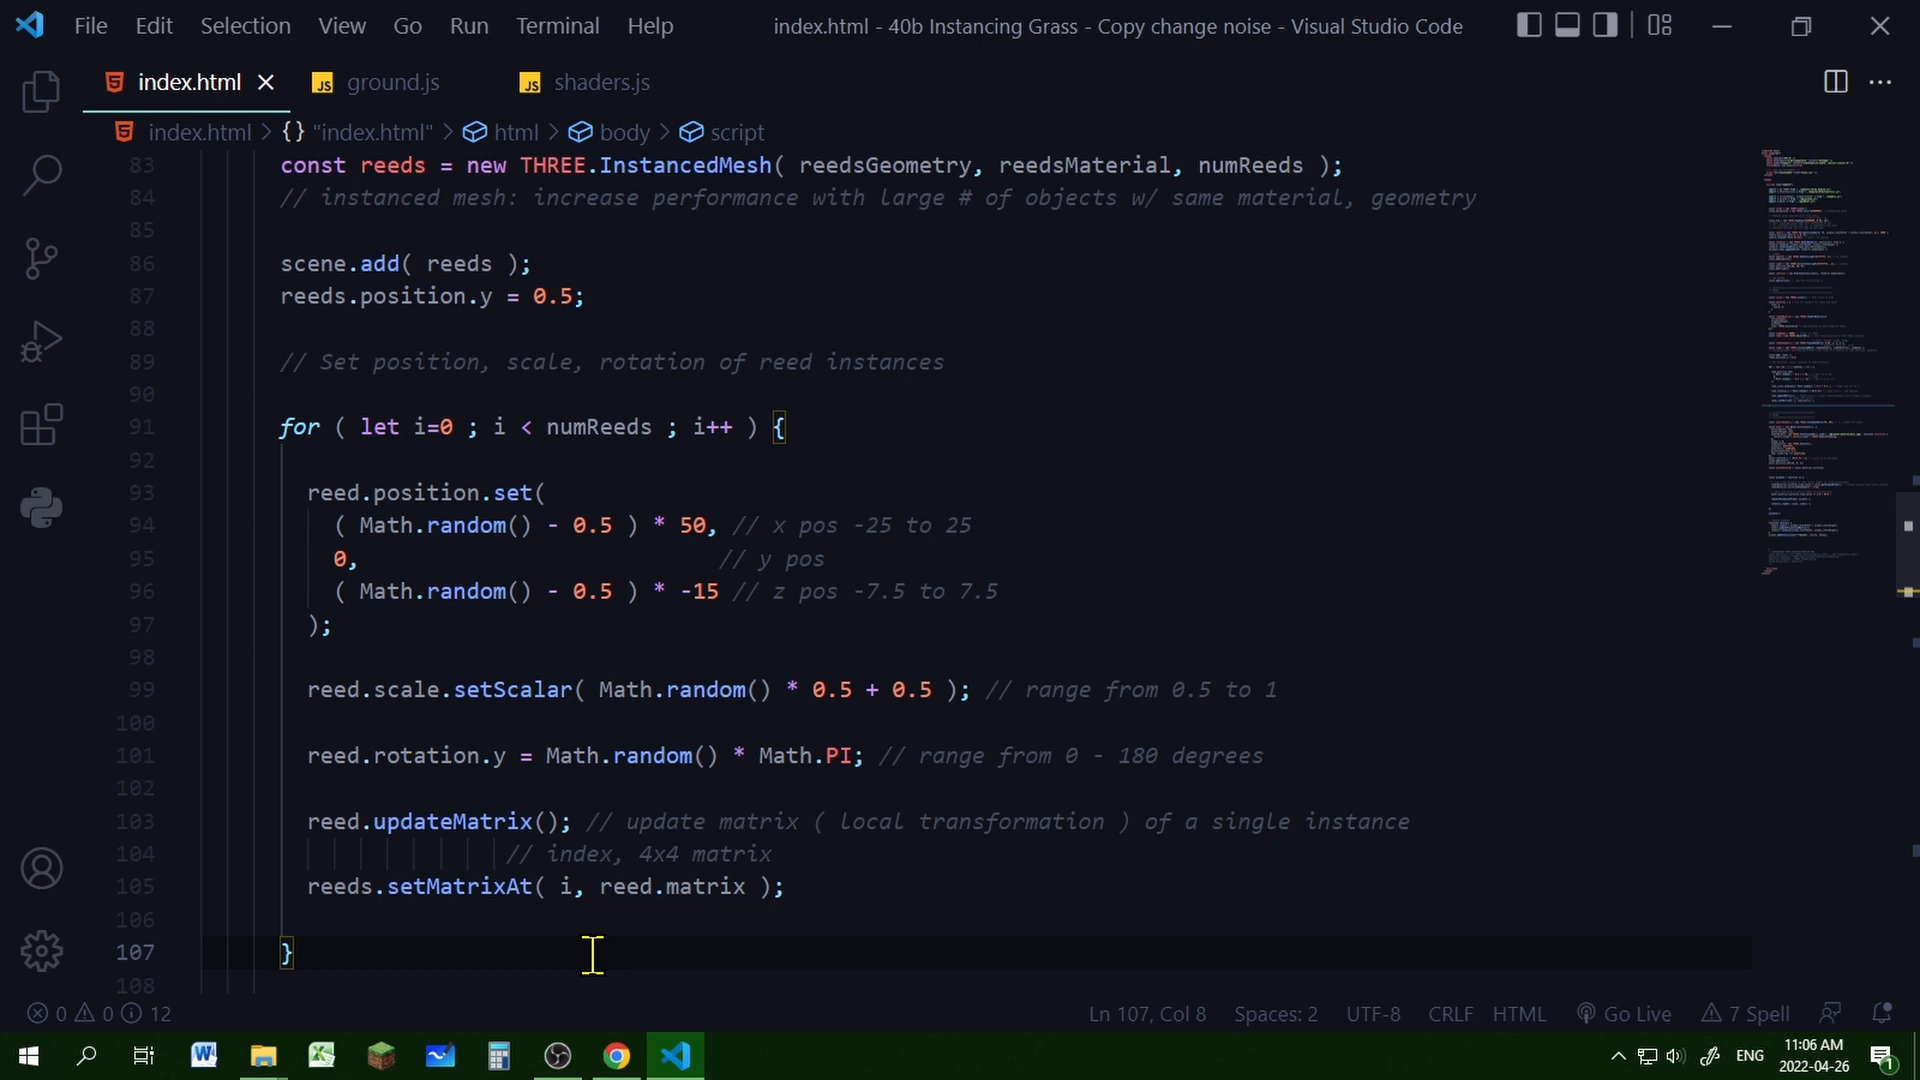 File Edit Selection View Go Run Terminal Help
index.html - 40b Instancing Grass - Copy change noise - Visual Studio Code
index.html ground.js shaders.js
index.html > {} "index.html" > html > body > script
83 const reeds = new THREE.InstancedMesh( reedsGeometry, reedsMaterial, numReeds );
84 // instanced mesh: increase performance with large # of objects w/ same material, geometry
85
86 scene.add( reeds );
87 reeds.position.y = 0.5;
88
89 // Set position, scale, rotation of reed instances
90
91 for ( let i=0 ; i < numReeds ; i++ ) {
92
93 reed.position.set(
94 ( Math.random() - 0.5 ) * 50, // x pos -25 to 25
95 0, // y pos
96 ( Math.random() - 0.5 ) * -15 // z pos -7.5 to 7.5
97 );
98
99 reed.scale.setScalar( Math.random() * 0.5 + 0.5 ); // range from 0.5 to 1
100
101 reed.rotation.y = Math.random() * Math.PI; // range from 0 - 180 degrees
102
103 reed.updateMatrix(); // update matrix ( local transformation ) of a single instance
104 // index, 4x4 matrix
105 reeds.setMatrixAt( i, reed.matrix );
106
107 }
108
0 0 12 Ln 107, Col 8 Spaces: 2 UTF-8 CRLF HTML Go Live 7 Spell
ENG 11:06 AM
2022-04-26 1